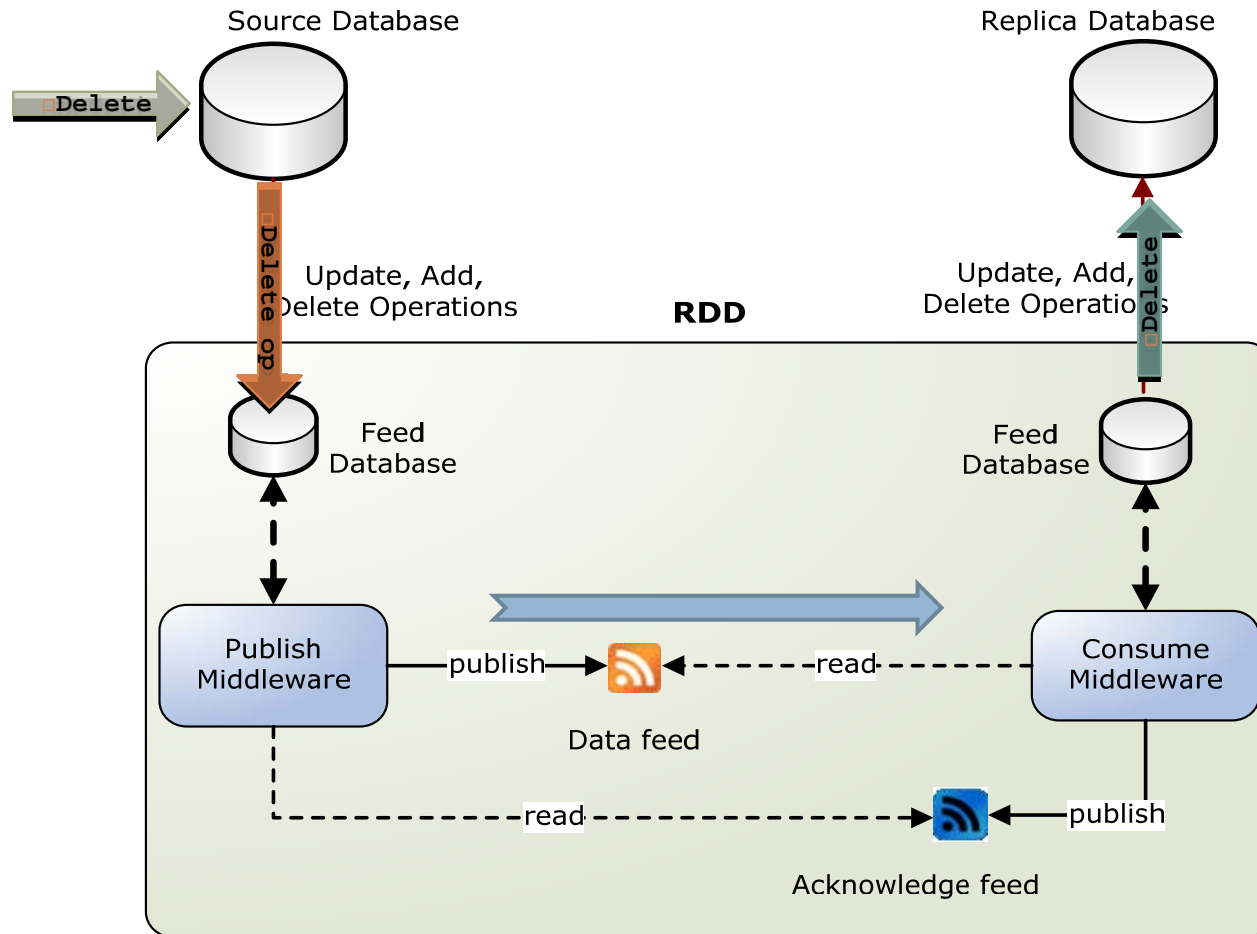 Source Database
Replica Database
Delete
Delete op
Update, Add,
Delete Operations
Update, Add,
Delete Operations
Delete
RDD
Feed
Database
Feed
Database
Publish
Middleware
publish
read
Consume
Middleware
Data feed
read
publish
Acknowledge feed